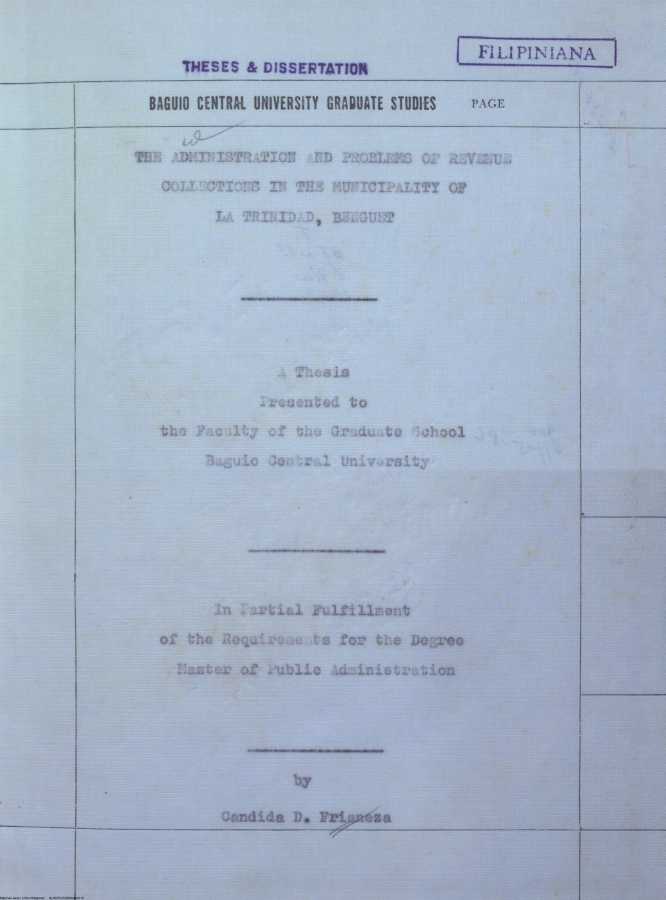 FILIPINIANA
THESES & DISSERTATION
BAGUIO CENTRAL UNIVERSITY GRADUATE STUDIES PAGE
THE ADMINISTRATION AND PROBLEMS OF REVENUE
COLLECTIONS IN THE MUNICIPALITY OF
LA TRINIDAD, BENGUET
A Thesis
Presented to
the Faculty of the Graduate School
Baguio Central University
In Partial Fulfillment
of the Requirements for the Degree
Master of Public Administration
by
Candida D. Frianeza